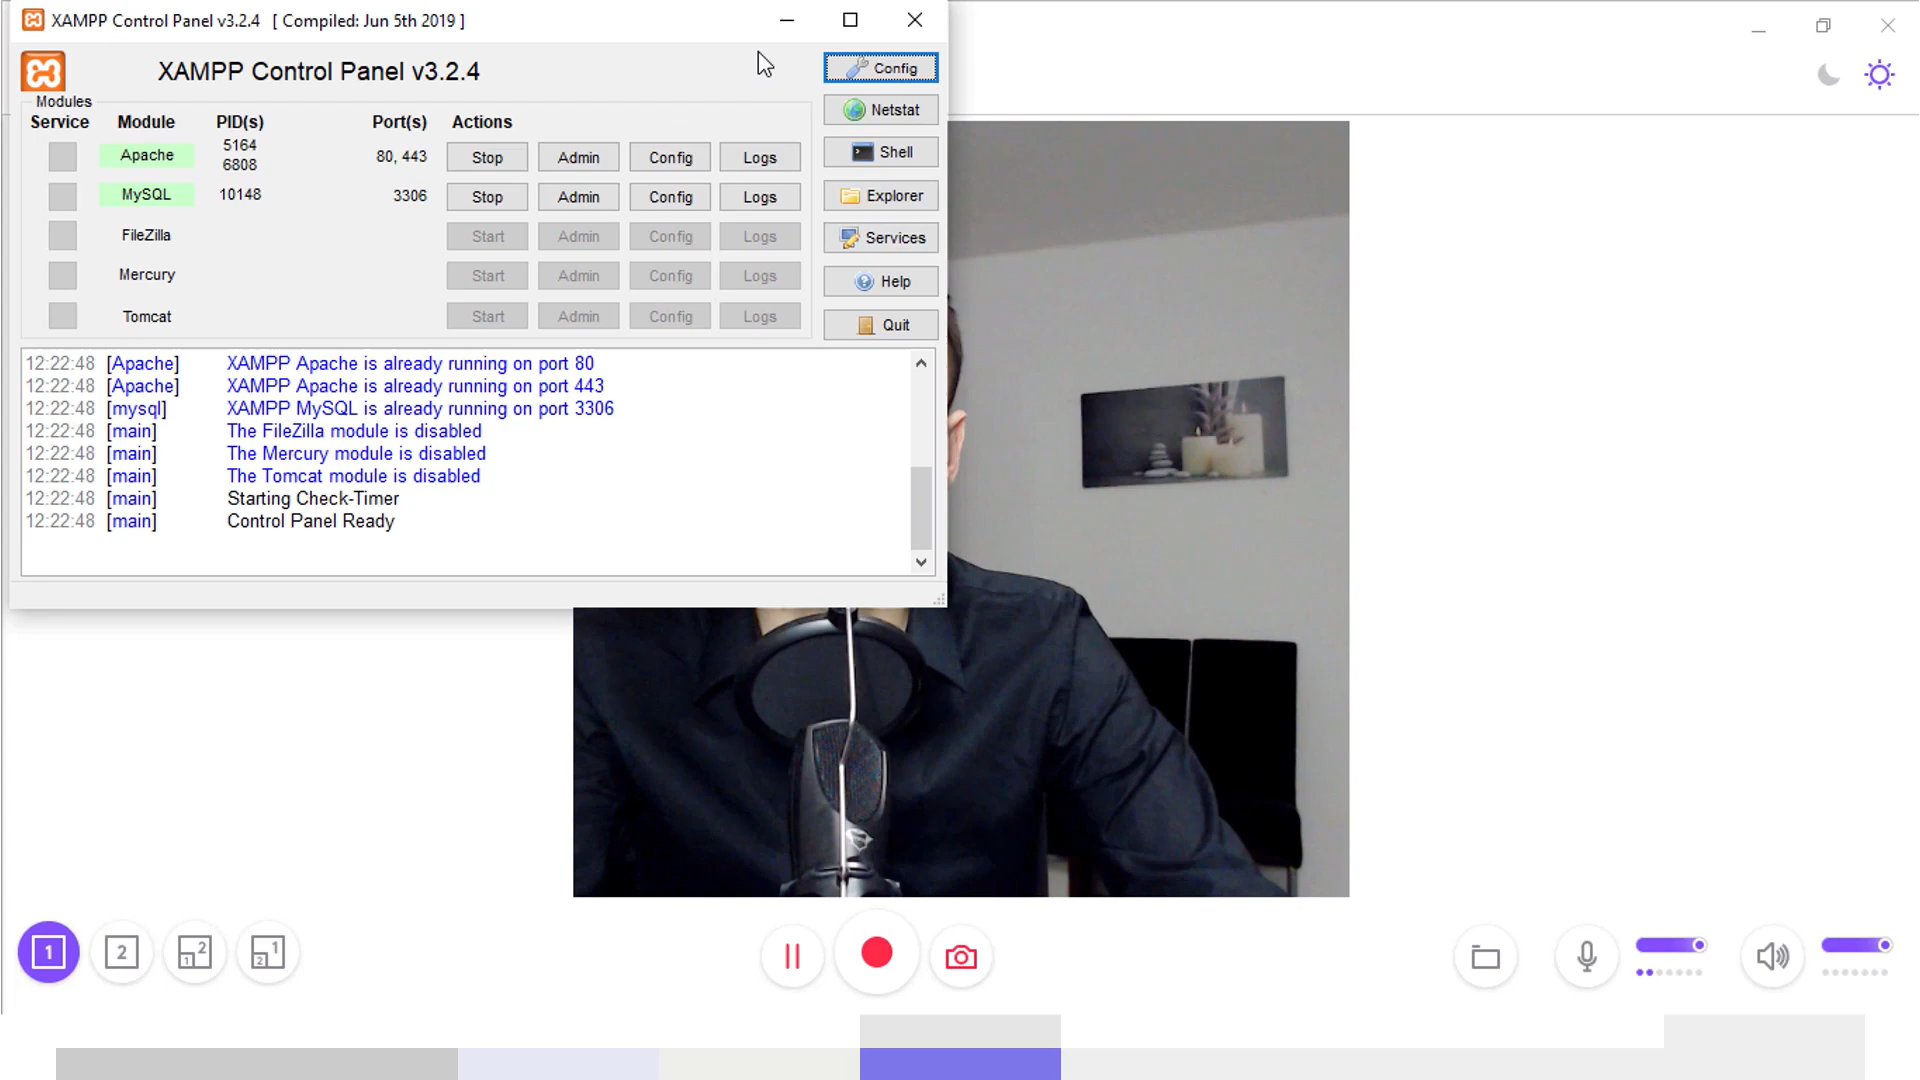 XAMPP Control Panel v3.2.4 [ Compiled: Jun 5th 2019 ]
XAMPP Control Panel v3.2.4
Config
Modules
Service Module PID(s) Port(s) Actions
Netstat
Apache 5164 6808 80, 443 Stop Admin Config Logs
Shell
MySQL 10148 3306 Stop Admin Config Logs
Explorer
FileZilla Start Admin Config Logs
Services
Mercury Start Admin Config Logs
Help
Tomcat Start Admin Config Logs
Quit
12:22:48 [Apache] XAMPP Apache is already running on port 80
12:22:48 [Apache] XAMPP Apache is already running on port 443
12:22:48 [mysql] XAMPP MySQL is already running on port 3306
12:22:48 [main] The FileZilla module is disabled
12:22:48 [main] The Mercury module is disabled
12:22:48 [main] The Tomcat module is disabled
12:22:48 [main] Starting Check-Timer
12:22:48 [main] Control Panel Ready
1 2 1 2 2 1